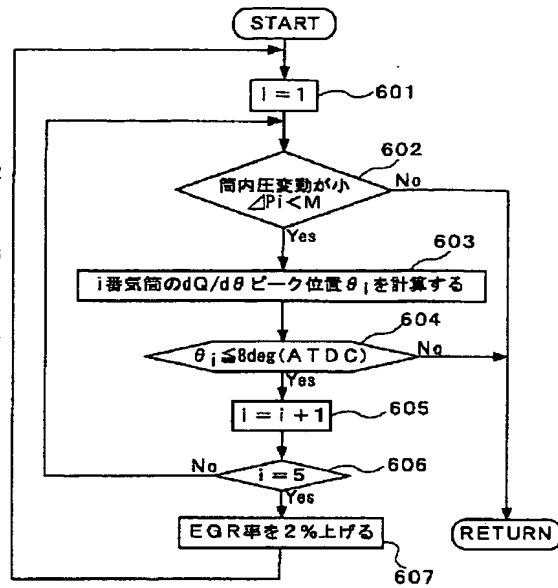 START
i=1
601
602
筒内圧変動が小
⊿Pi<M
No
Yes
603
i番気筒のdQ/dθピーク位置θiを計算する
604
θi≦8deg(ATDC)
No
Yes
i=i+1
605
606
No
i=5
Yes
EGR率を2%上げる
607
RETURN